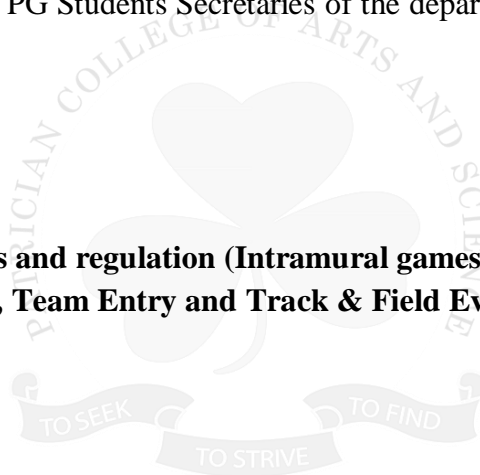 PG Students Secretaries of the depar
PATRICIAN COLLEGE OF ARTS AND SCIENCE
s and regulation (Intramural games
, Team Entry and Track & Field Ev
TO SEEK
TO STRIVE
TO FIND